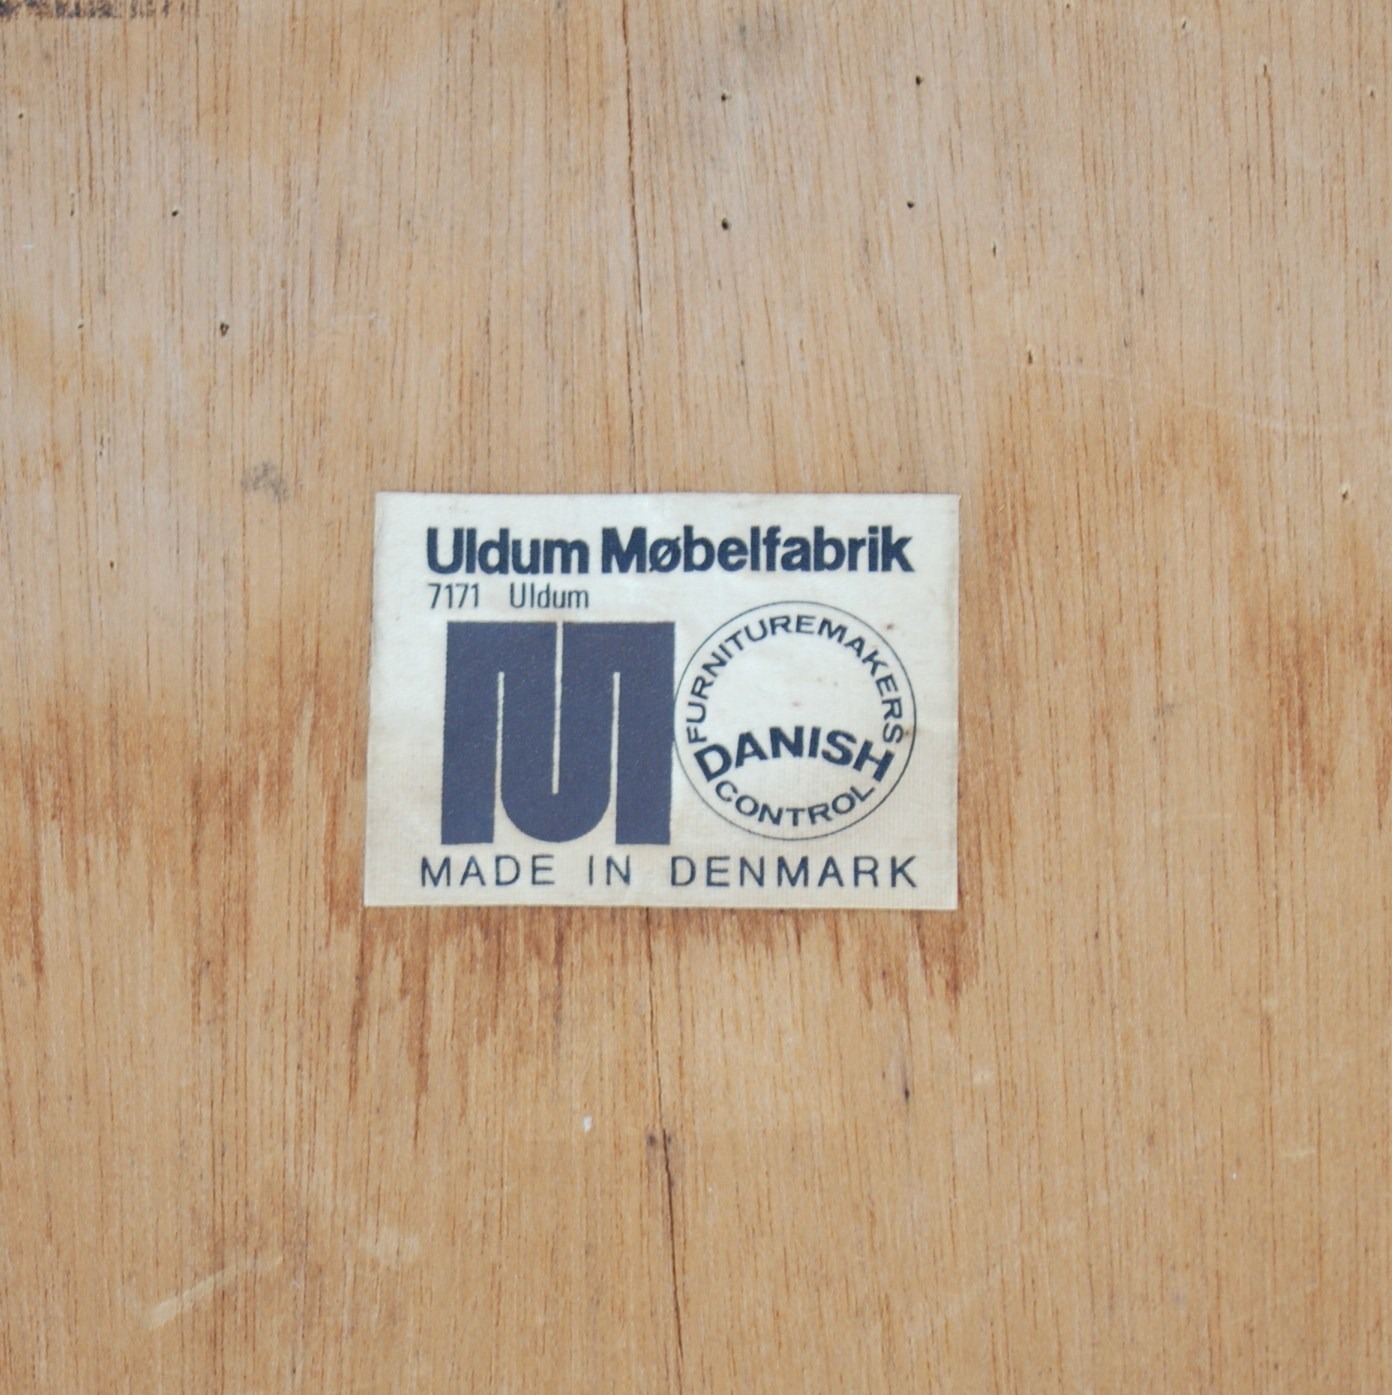 Uldum Møbelfabrik
7171 Uldum
FURNITUREMAKERS
DANISH
CONTROL
MADE IN DENMARK